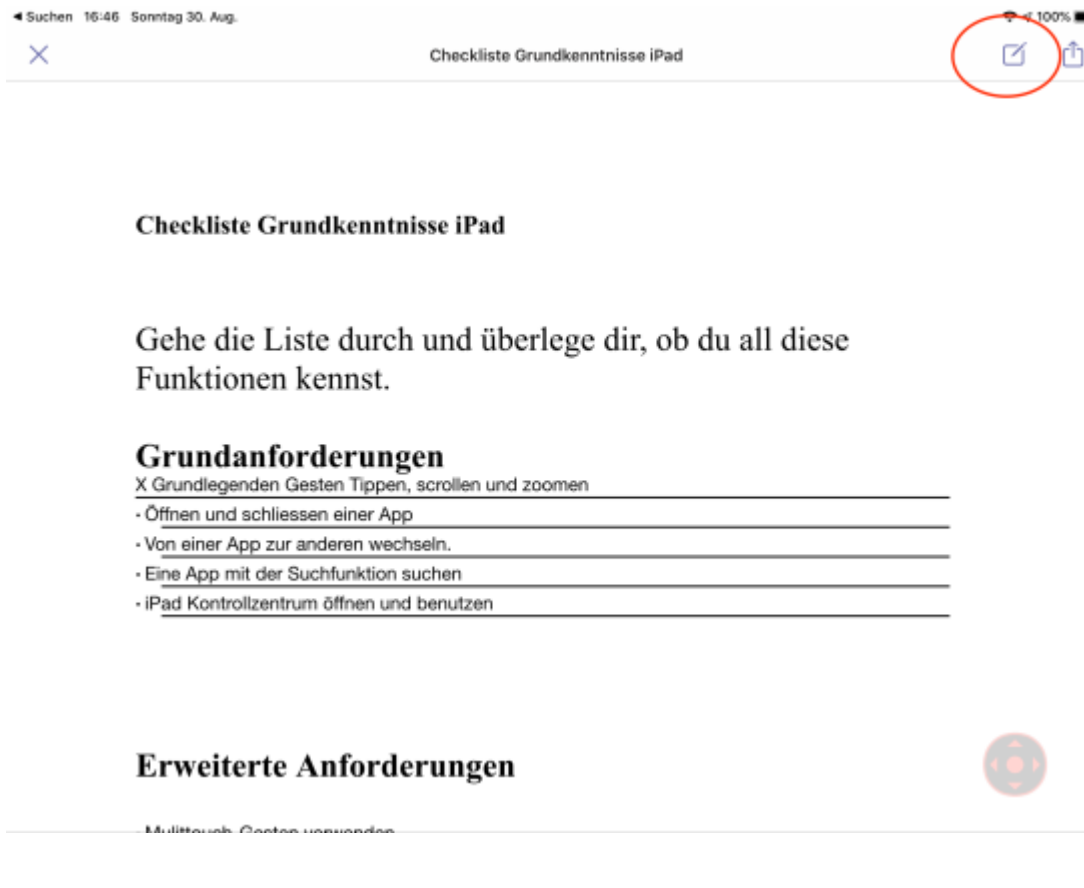 Suchen 16:46 Sonntag 30. Aug. 100%
Checkliste Grundkenntnisse iPad
Checkliste Grundkenntnisse iPad
Gehe die Liste durch und überlege dir, ob du all diese
Funktionen kennst.
Grundanforderungen
X Grundlegenden Gesten Tippen, scrollen und zoomen
- Öffnen und schliessen einer App
- Von einer App zur anderen wechseln.
- Eine App mit der Suchfunktion suchen
- iPad Kontrollzentrum öffnen und benutzen
Erweiterte Anforderungen
- Mulittouch-Gesten verwenden